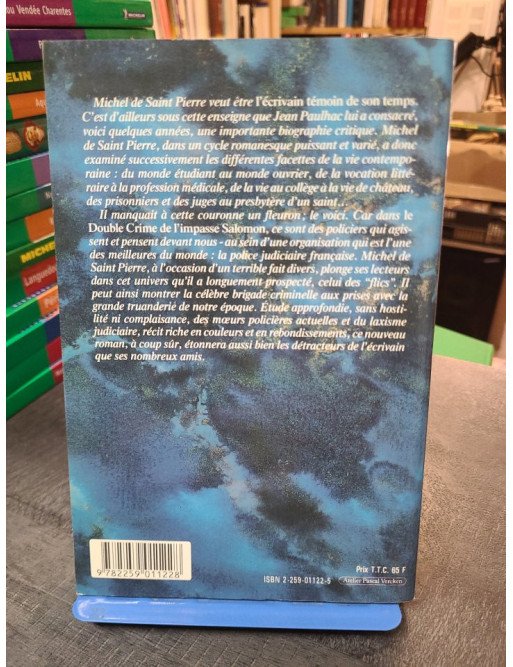 ou Vendée Charentes
MICHELIN
Michel de Saint Pierre veut être l'écrivain témoin de son temps.
C'est d'ailleurs sous cette enseigne que Jean Paulhac lui a consacré,
voici quelques années, une importante biographie critique. Michel
de Saint Pierre, dans un cycle romanesque puissant et varié, a donc
examiné successivement les différentes facettes de la vie contempo-
raine : du monde étudiant au monde ouvrier, de la vocation litté-
raire à la profession médicale, de la vie au collège à la vie de château,
des prisonniers et des juges au presbytère d'un saint...
Il manquait à cette couronne un fleuron ; le voici. Car dans le
Double Crime de l'impasse Salomon, ce sont des policiers qui agis-
sent et pensent devant nous - au sein d'une organisation qui est l'une
des meilleures du monde : la police judiciaire française. Michel de
Saint Pierre, à l'occasion d'un terrible fait divers, plonge ses lecteurs
dans cet univers qu'il a longuement prospecté, celui des "flics". Il
peut ainsi montrer la célèbre brigade criminelle aux prises avec la
grande truanderie de notre époque. Etude approfondie, sans hosti-
lité ni complaisance, des mœurs policières actuelles et du laxisme
judiciaire, récit riche en couleurs et en rebondissements, ce nouveau
roman, à coup sûr, étonnera aussi bien les détracteurs de l'écrivain
que ses nombreux amis.
9 782259 011228
Prix T.T.C. 65 F
ISBN 2-259-01122-5
Atelier Pascal Vercken